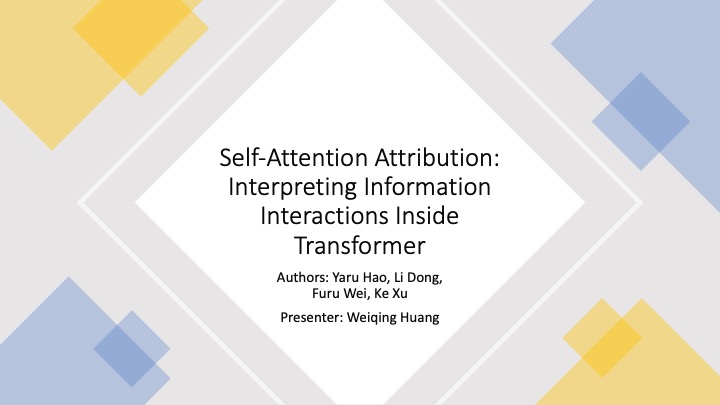 Self-Attention Attribution:
Interpreting Information
Interactions Inside
Transformer
Authors: Yaru Hao, Li Dong,
Furu Wei, Ke Xu
Presenter: Weiqing Huang